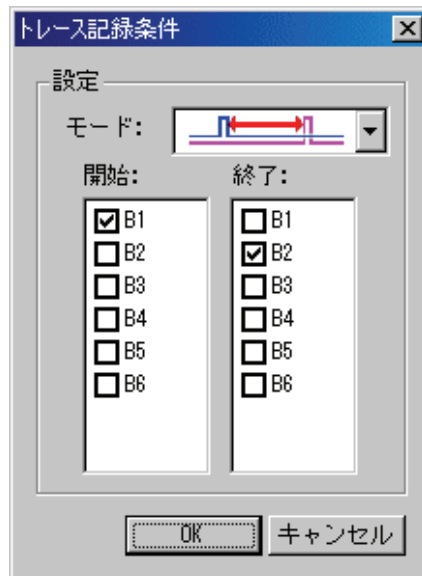 トレース記録条件
設定
モード:
開始: 終了:
B1 B1
B2 B2
B3 B3
B4 B4
B5 B5
B6 B6
OK キャンセル